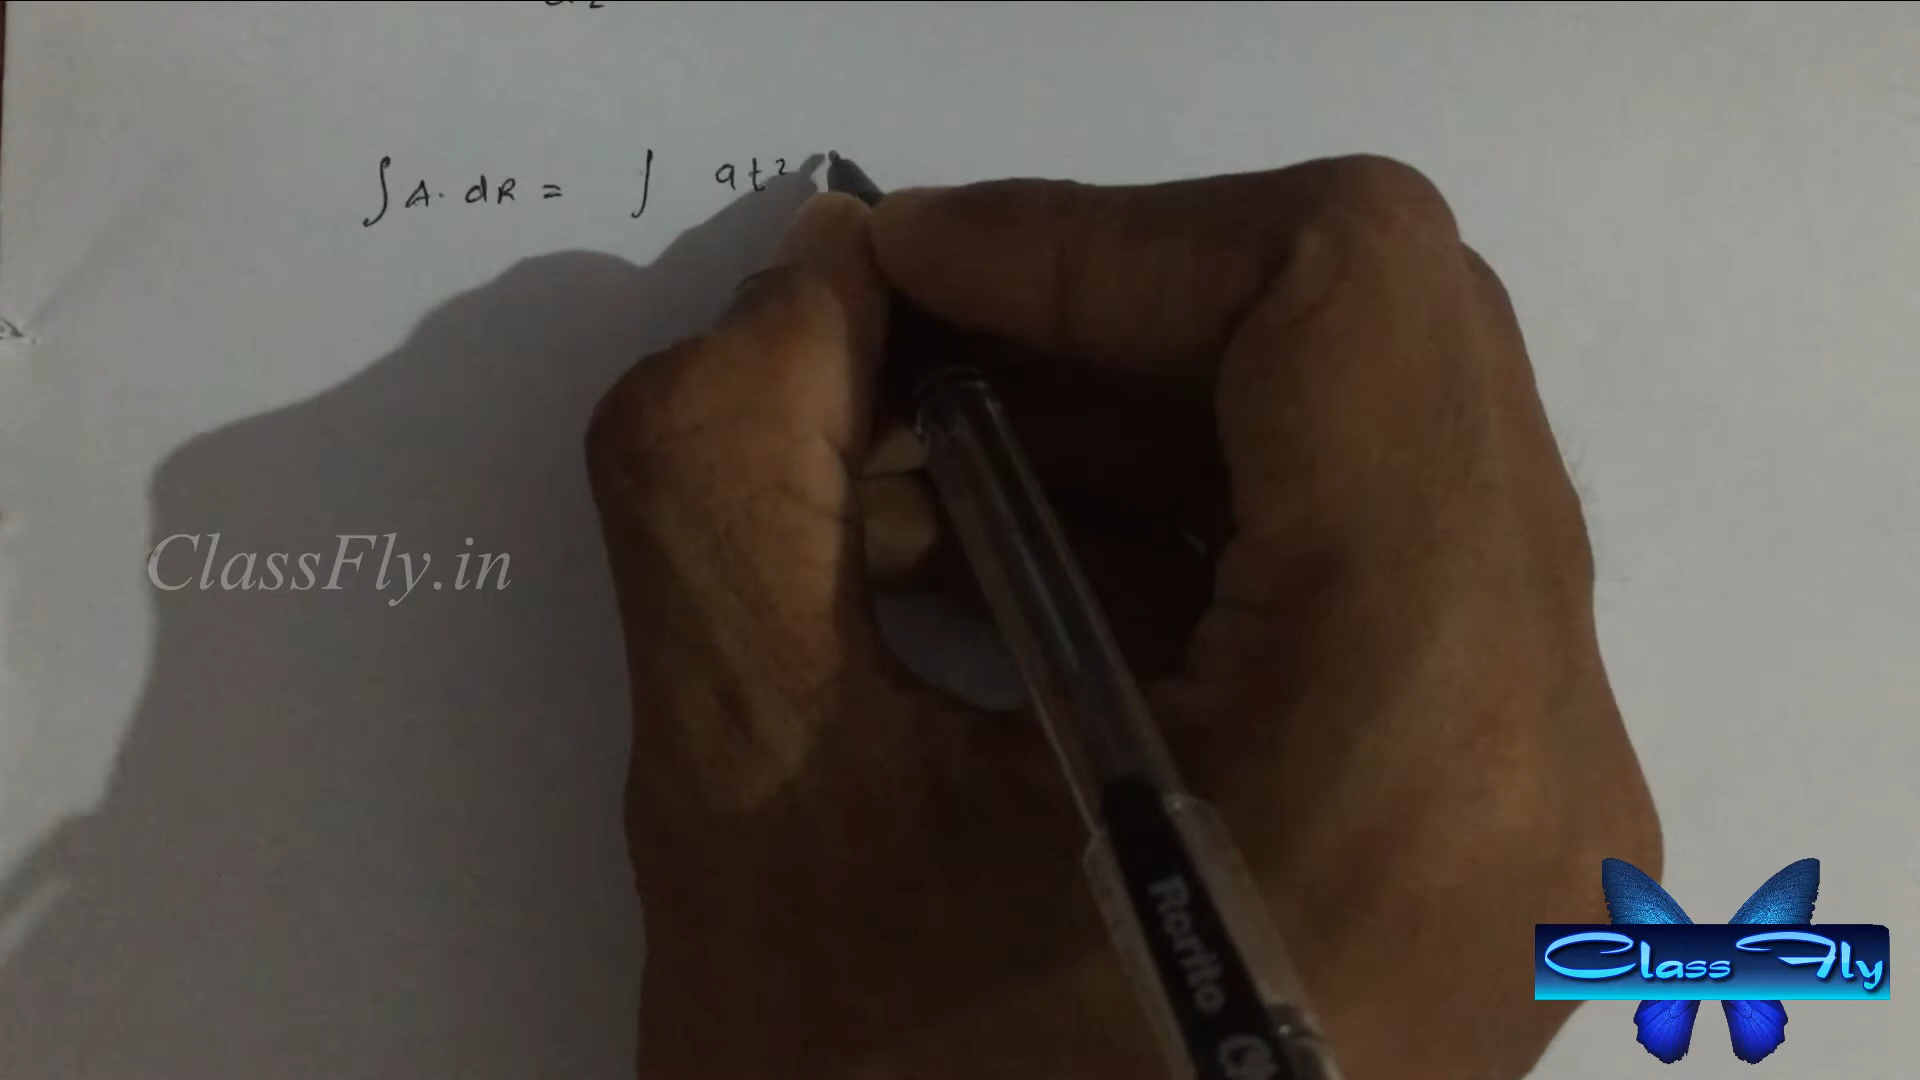 ∫ A. dR = ∫ 9t²
ClassFly.in
Rorito
Class Fly